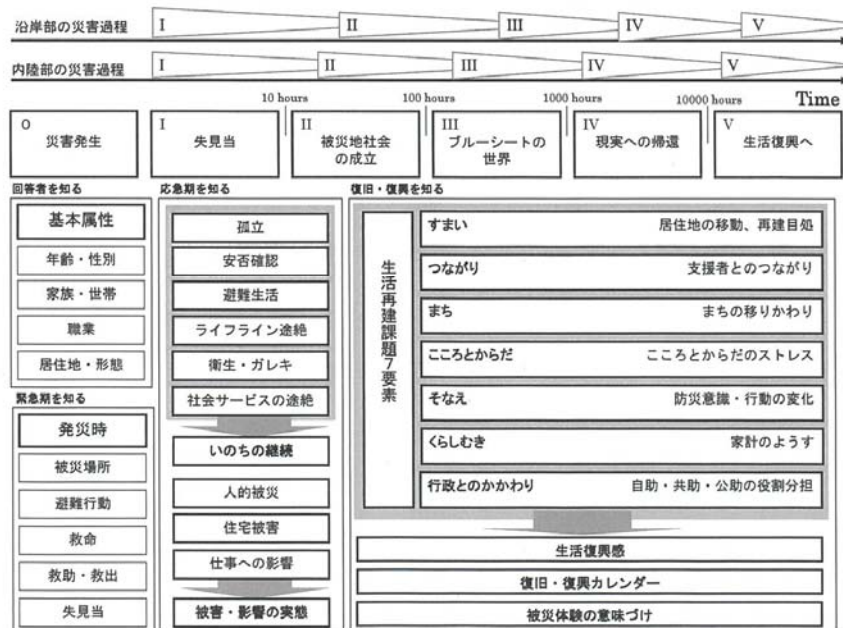 沿岸部の災害過程 I II III IV V
内陸部の災害過程 I II III IV V
10 hours 100 hours 1000 hours 10000 hours Time
0 I II III IV V
災害発生 失見当 被災地社会の成立 ブルーシートの世界 現実への帰還 生活復興へ
回答者を知る
基本属性
年齢・性別
家族・世帯
職業
居住地・形態
緊急期を知る
発災時
被災場所
避難行動
救命
救助・救出
失見当
応急期を知る
孤立
安否確認
避難生活
ライフライン途絶
衛生・ガレキ
社会サービスの途絶
いのちの継続
人的被災
住宅被害
仕事への影響
被害・影響の実態
復旧・復興を知る
生活再建課題7要素
すまい 居住地の移動、再建目処
つながり 支援者とのつながり
まち まちの移りかわり
こころとからだ こころとからだのストレス
そなえ 防災意識・行動の変化
くらしむき 家計のようす
行政とのかかわり 自助・共助・公助の役割分担
生活復興感
復旧・復興カレンダー
被災体験の意味づけ